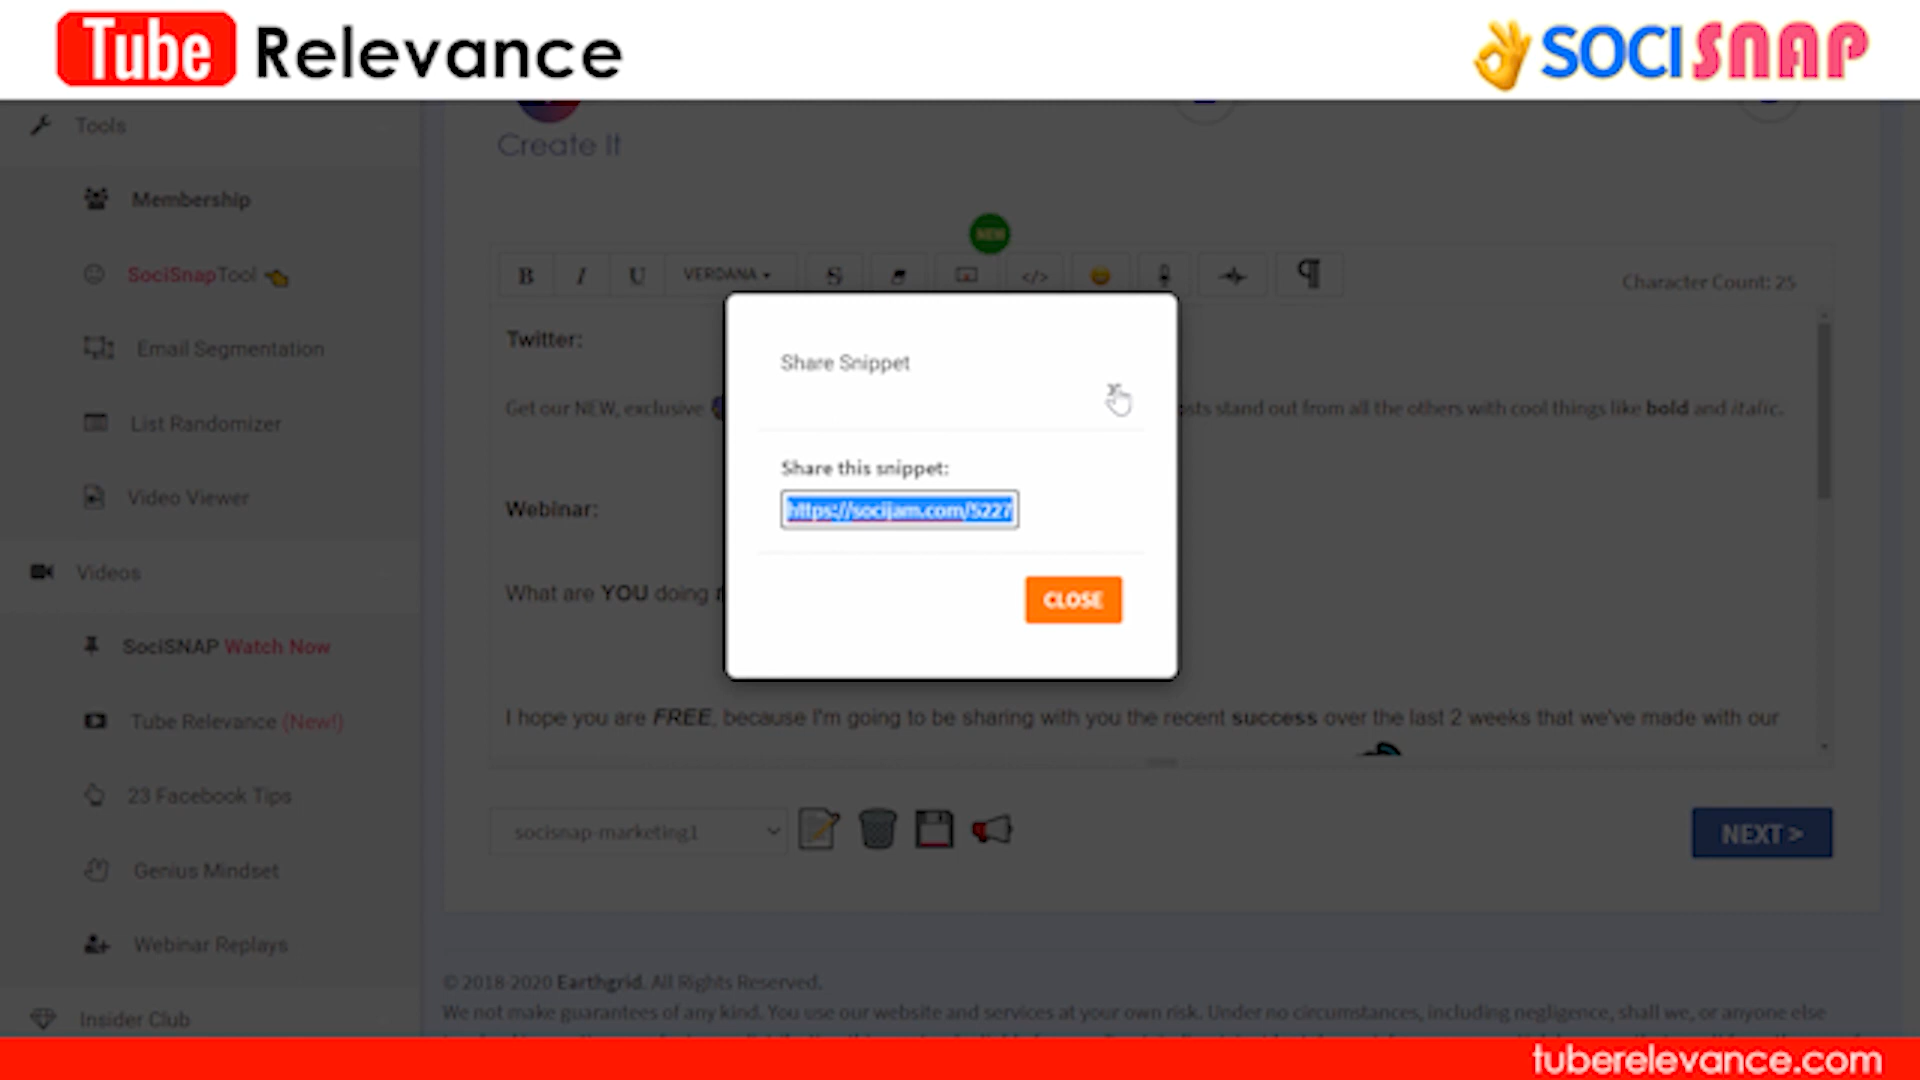 Tube Relevance
SOCISNAP
Tools
Create It
Membership
NEW
SociSnapTool
B I U VERDANA S </> ¶
Character Count: 25
Twitter:
Email Segmentation
Share Snippet
Get our NEW, exclusive
sts stand out from all the others with cool things like bold and italic.
List Randomizer
Share this snippet:
Video Viewer
Webinar:
https://socijam.com/5227
Videos
What are YOU doing
CLOSE
SociSNAP Watch Now
Tube Relevance (New!)
I hope you are FREE, because I'm going to be sharing with you the recent success over the last 2 weeks that we've made with our
23 Facebook Tips
socisnap-marketing1
NEXT >
Genius Mindset
Webinar Replays
© 2018-2020 Earthgrid. All Rights Reserved.
We not make guarantees of any kind. You use our website and services at your own risk. Under no circumstances, including negligence, shall we, or anyone else
Insider Club
tuberelevance.com